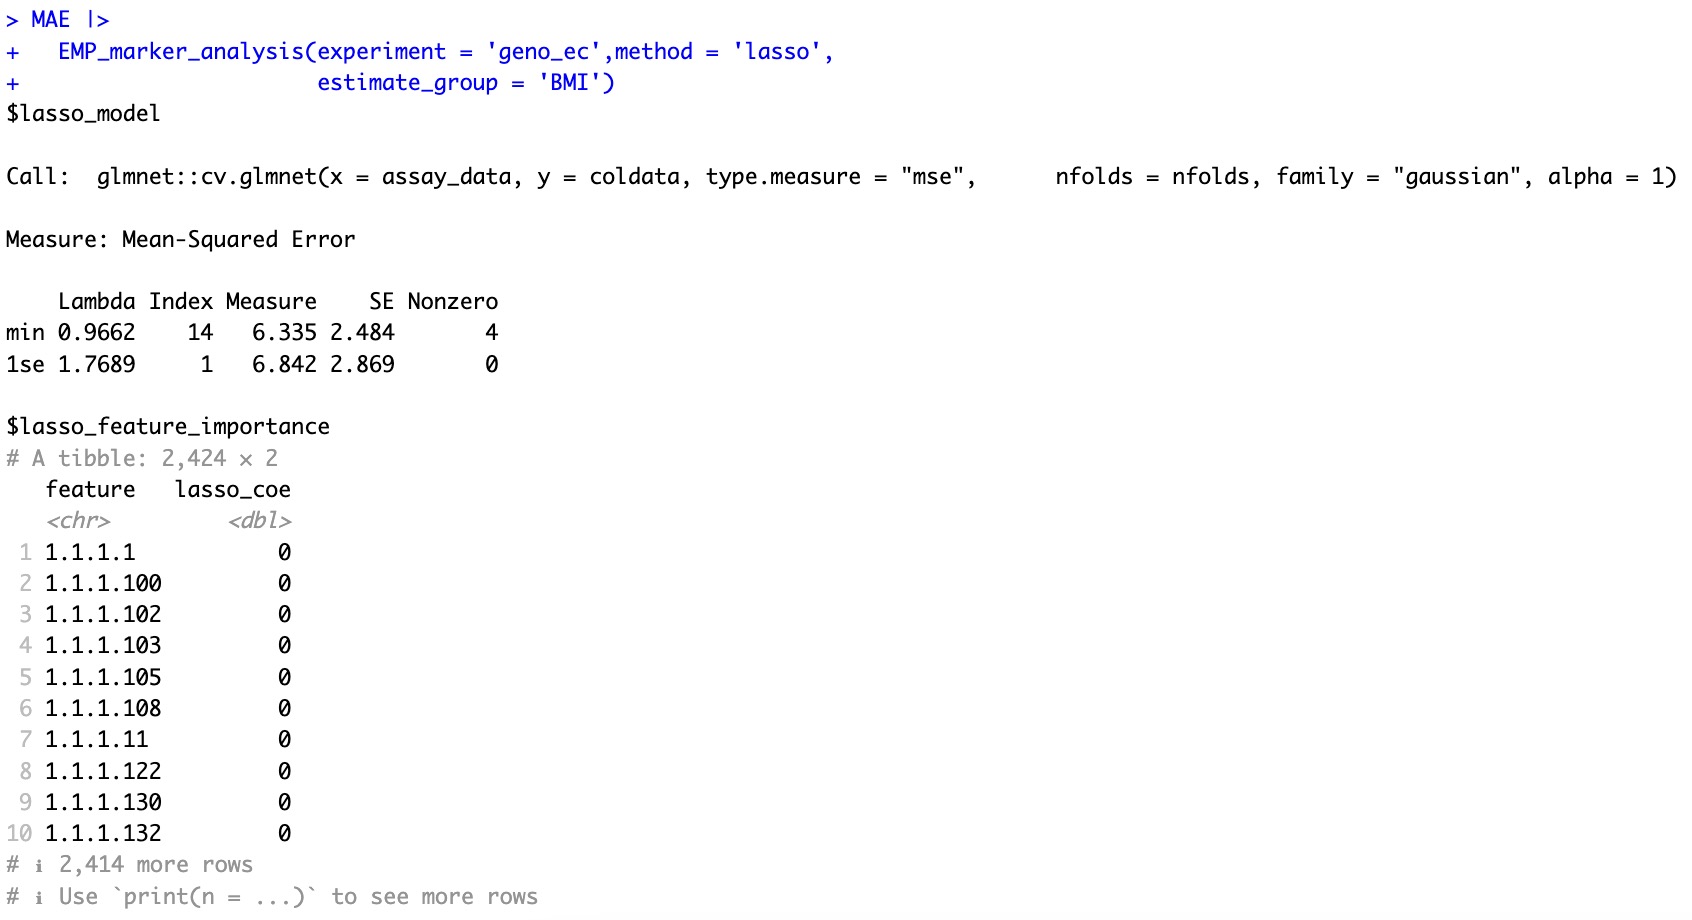 > MAE |>
+   EMP_marker_analysis(experiment = 'geno_ec',method = 'lasso',
+                       estimate_group = 'BMI')
$lasso_model
Call:  glmnet::cv.glmnet(x = assay_data, y = coldata, type.measure = "mse",      nfolds = nfolds, family = "gaussian", alpha = 1)
Measure: Mean-Squared Error
    Lambda Index Measure    SE Nonzero
min 0.9662    14   6.335 2.484       4
1se 1.7689     1   6.842 2.869       0
$lasso_feature_importance
# A tibble: 2,424 × 2
   feature   lasso_coe
   <chr>         <dbl>
 1 1.1.1.1           0
 2 1.1.1.100         0
 3 1.1.1.102         0
 4 1.1.1.103         0
 5 1.1.1.105         0
 6 1.1.1.108         0
 7 1.1.1.11          0
 8 1.1.1.122         0
 9 1.1.1.130         0
10 1.1.1.132         0
# ℹ 2,414 more rows
# ℹ Use `print(n = ...)` to see more rows